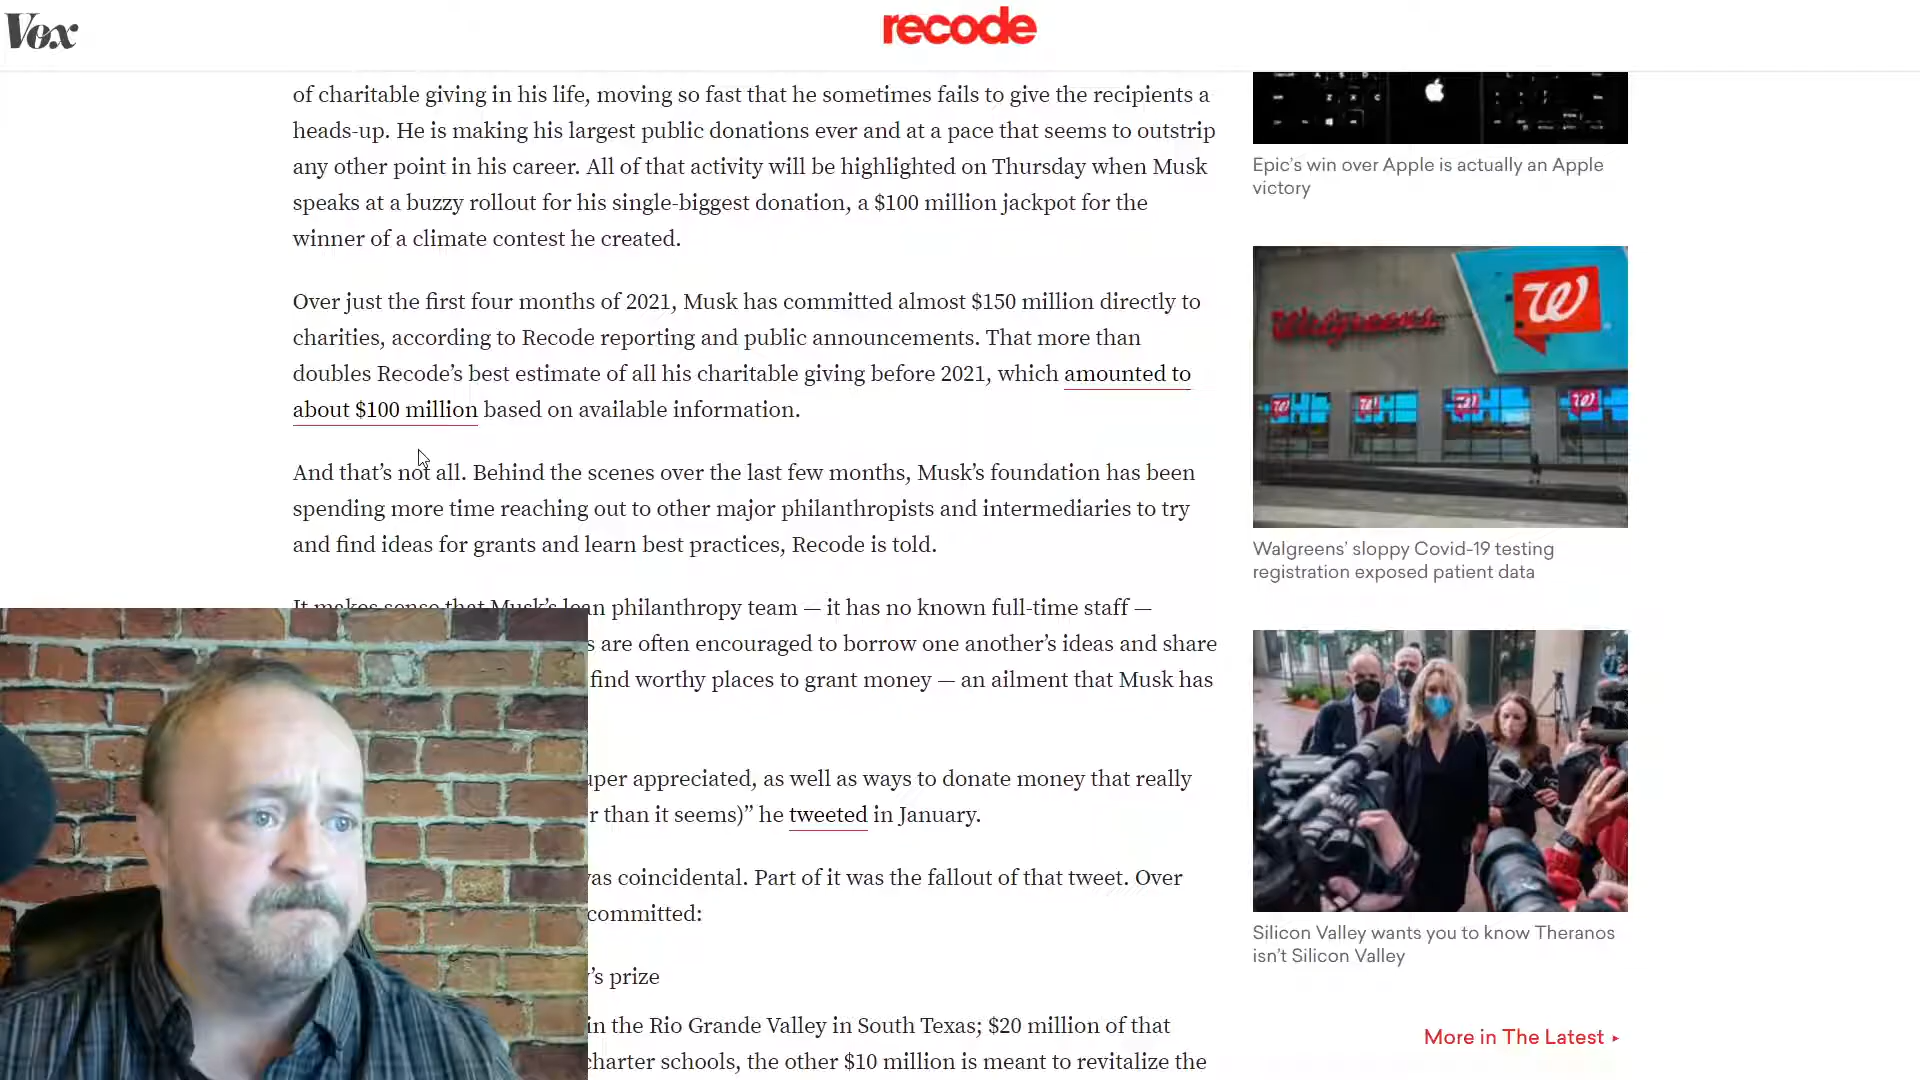 Vox
recode
of charitable giving in his life, moving so fast that he sometimes fails to give the recipients a
heads-up. He is making his largest public donations ever and at a pace that seems to outstrip
any other point in his career. All of that activity will be highlighted on Thursday when Musk
speaks at a buzzy rollout for his single-biggest donation, a $100 million jackpot for the
winner of a climate contest he created.
Over just the first four months of 2021, Musk has committed almost $150 million directly to
charities, according to Recode reporting and public announcements. That more than
doubles Recode’s best estimate of all his charitable giving before 2021, which amounted to
about $100 million based on available information.
And that’s not all. Behind the scenes over the last few months, Musk’s foundation has been
spending more time reaching out to other major philanthropists and intermediaries to try
and find ideas for grants and learn best practices, Recode is told.
It makes sense that Musk’s lean philanthropy team — it has no known full-time staff —
s are often encouraged to borrow one another’s ideas and share
find worthy places to grant money — an ailment that Musk has
uper appreciated, as well as ways to donate money that really
r than it seems)” he tweeted in January.
as coincidental. Part of it was the fallout of that tweet. Over
committed:
’s prize
in the Rio Grande Valley in South Texas; $20 million of that
charter schools, the other $10 million is meant to revitalize the
Epic’s win over Apple is actually an Apple
victory
Walgreens
W
Walgreens’ sloppy Covid-19 testing
registration exposed patient data
Silicon Valley wants you to know Theranos
isn’t Silicon Valley
More in The Latest ▸